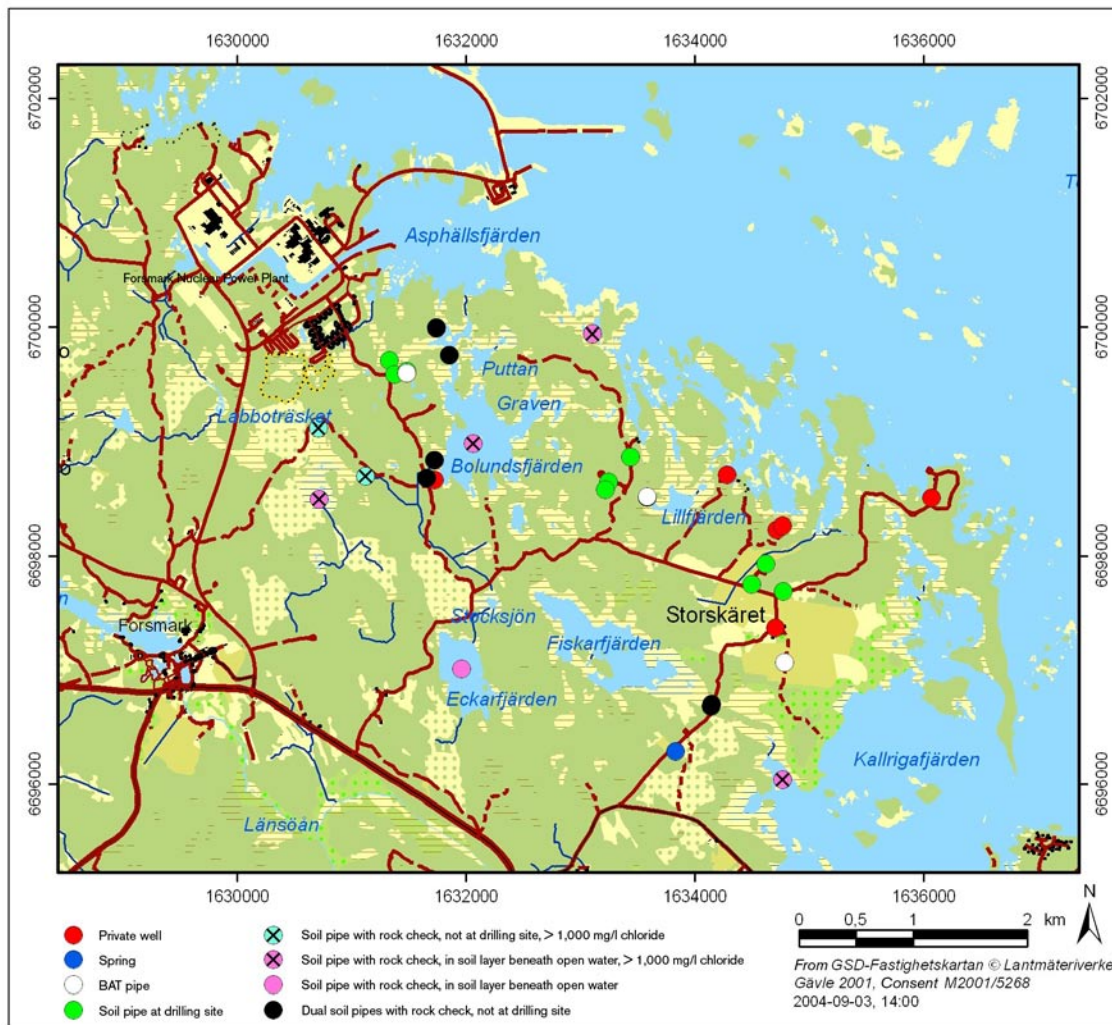 1630000 1632000 1634000 1636000
6702000 6702000
Asphällsfjärden
Forsmark Nuclear Power Plant
6700000 6700000
Puttan
Graven
Labboträsket
Bolundsfjärden
Lillfjärden
6698000 6698000
Storskäret
Stocksjön
Forsmark
Fiskarfjärden
Eckarfjärden
Kallrigafjärden
6696000 6696000
Länsöån
1630000 1632000 1634000 1636000
Private well
Spring
BAT pipe
Soil pipe at drilling site
Soil pipe with rock check, not at drilling site, > 1,000 mg/l chloride
Soil pipe with rock check, in soil layer beneath open water, > 1,000 mg/l chloride
Soil pipe with rock check, in soil layer beneath open water
Dual soil pipes with rock check, not at drilling site
N
0 0,5 1 2 km
From GSD-Fastighetskartan © Lantmäteriverke
Gävle 2001, Consent M2001/5268
2004-09-03, 14:00